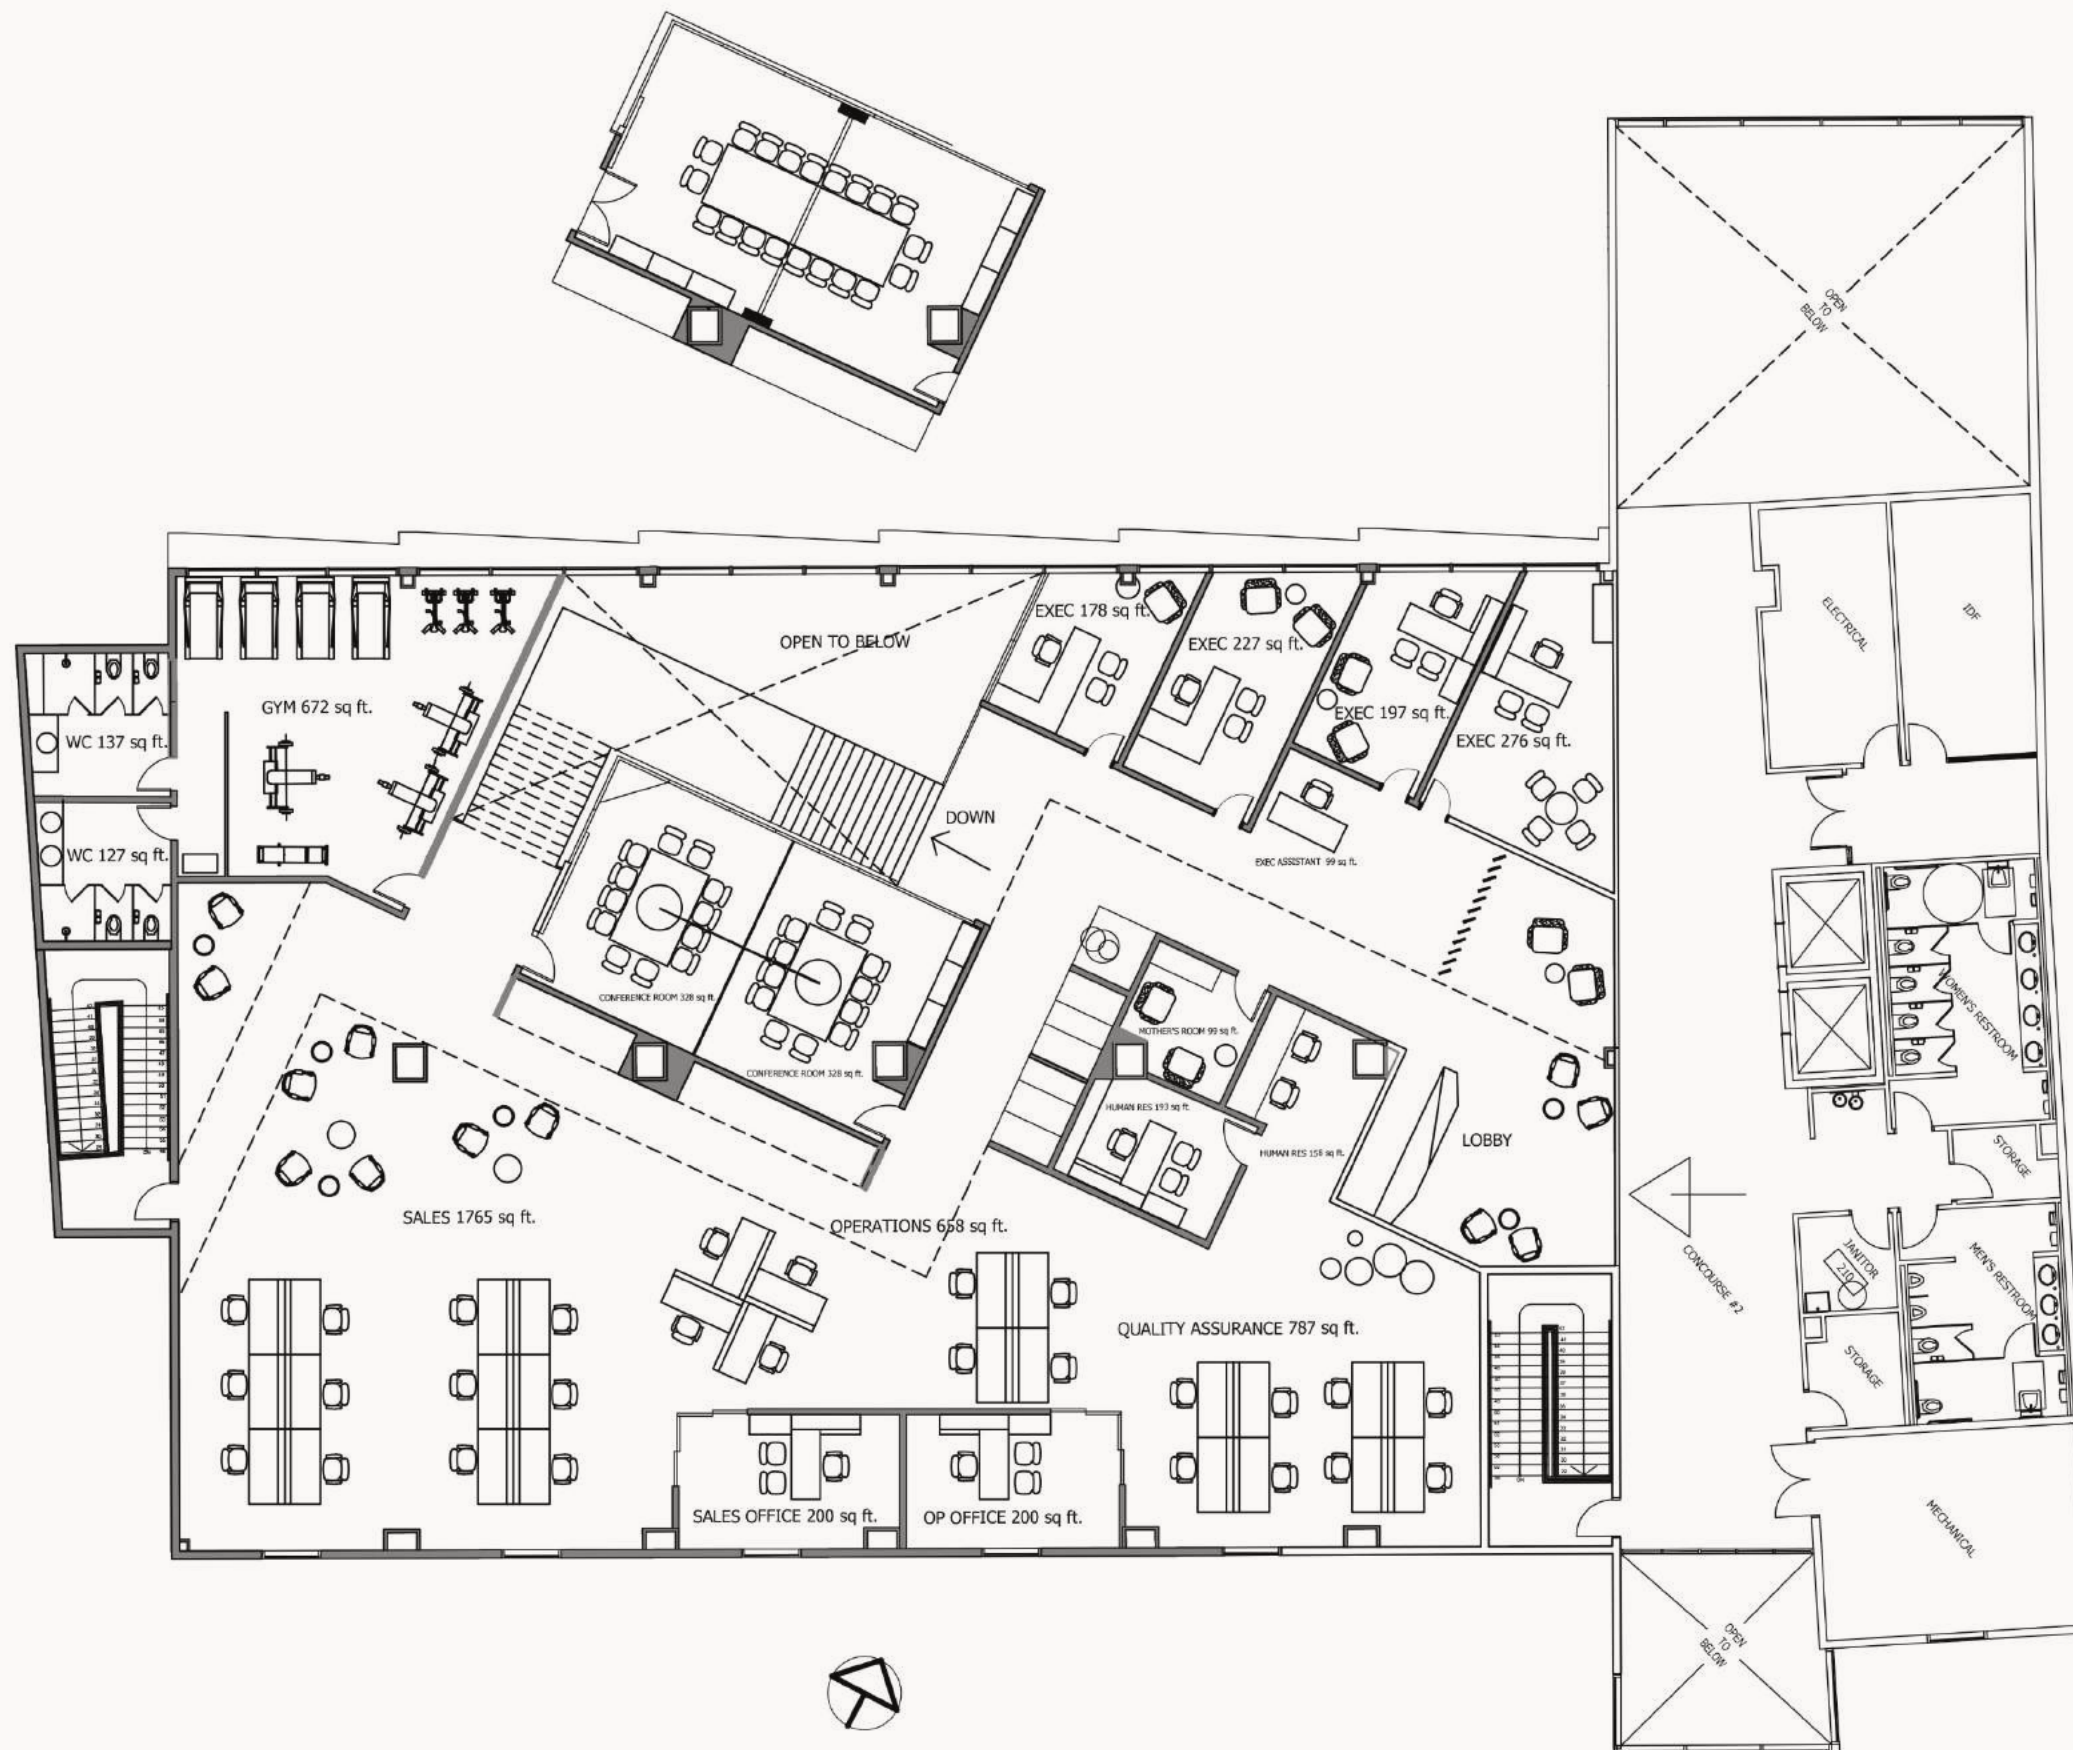 OPEN
TO
BELOW
EXEC 178 sq ft.
OPEN TO BELOW
EXEC 227 sq ft.
ELECTRICAL
IDF
GYM 672 sq ft.
EXEC 197 sq ft.
WC 137 sq ft.
EXEC 276 sq ft.
DOWN
WC 127 sq ft.
EXEC ASSISTANT 99 sq ft.
CONFERENCE ROOM 328 sq ft.
WOMEN'S RESTROOM
MOTHER'S ROOM 99 sq ft.
CONFERENCE ROOM 328 sq ft.
HUMAN RES 193 sq ft.
LOBBY
HUMAN RES 158 sq ft.
STORAGE
SALES 1765 sq ft.
OPERATIONS 658 sq ft.
JANITOR
210
MEN'S RESTROOM
CONCOURSE #2
QUALITY ASSURANCE 787 sq ft.
STORAGE
SALES OFFICE 200 sq ft.
OP OFFICE 200 sq ft.
MECHANICAL
OPEN
TO
BELOW